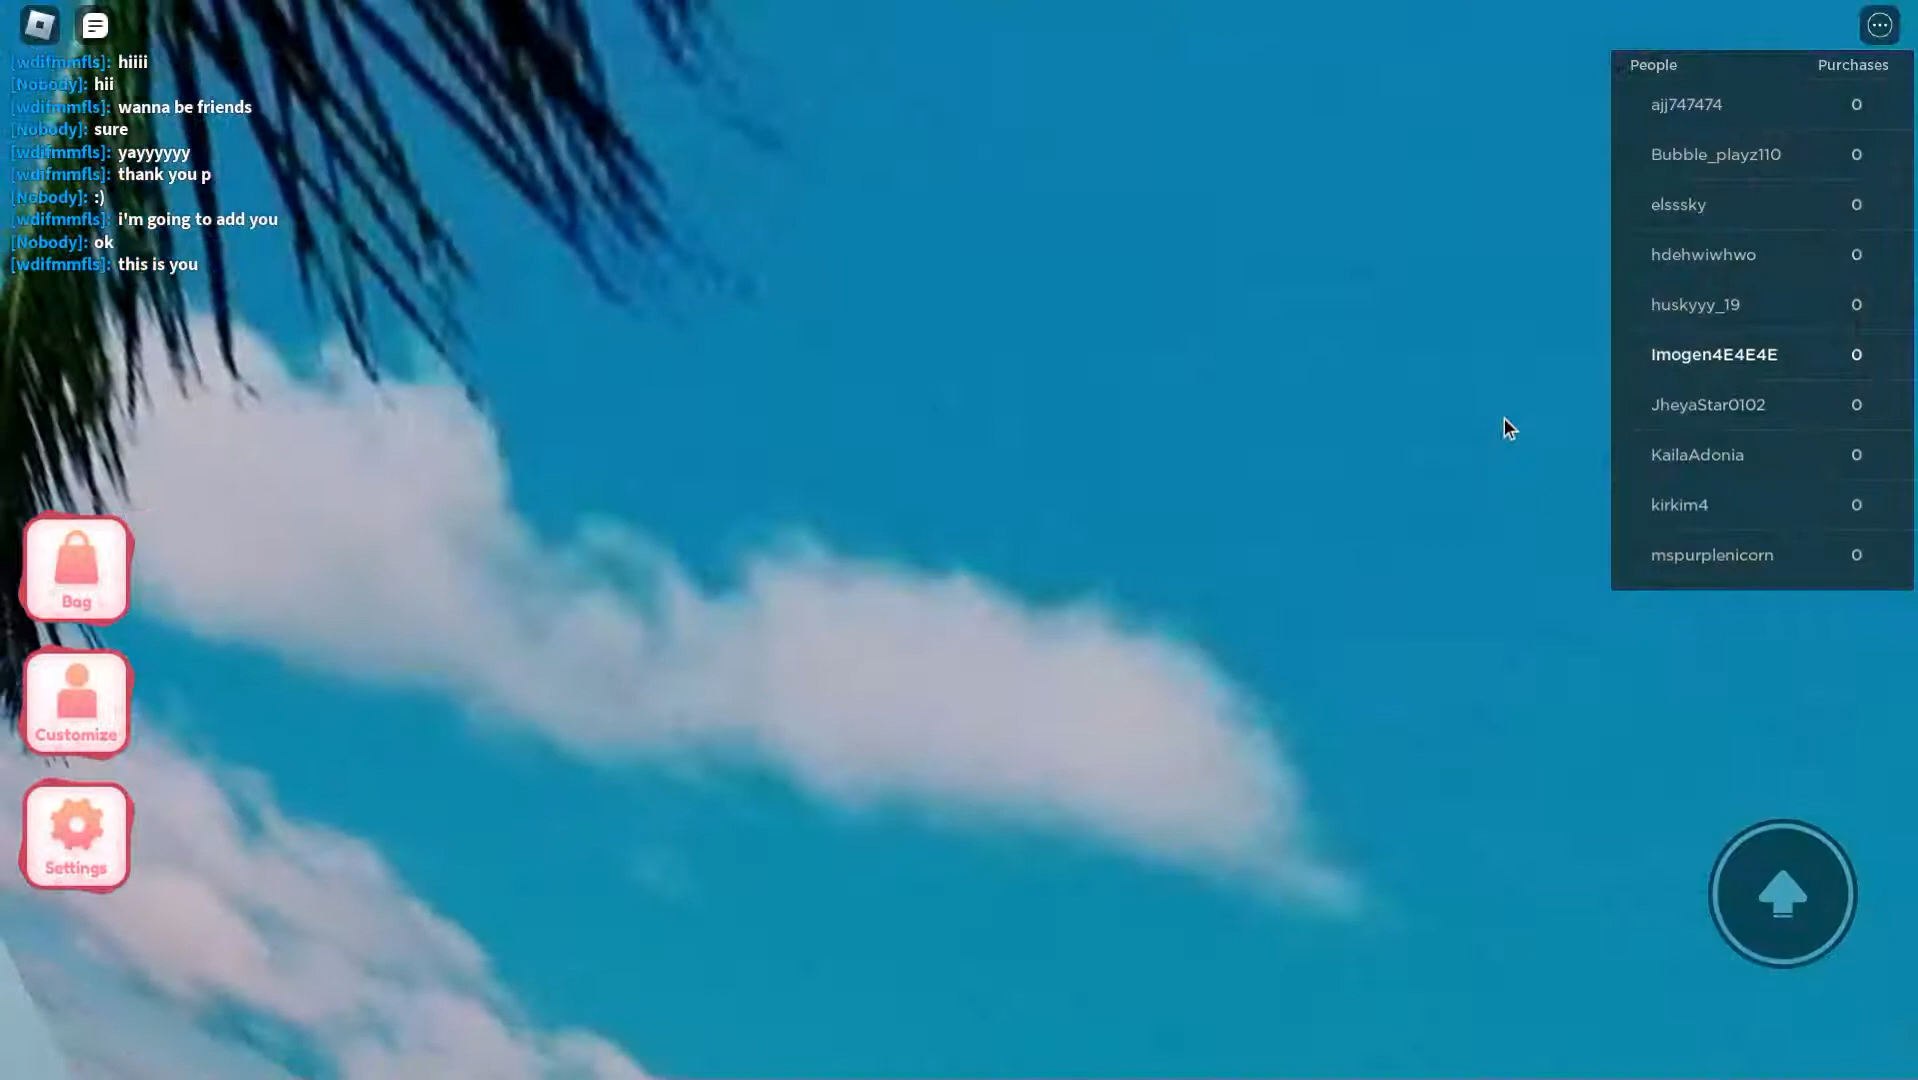 [wdifmmfls]: hiiii
[Nobody]: hii
[wdifmmfls]: wanna be friends
[Nobody]: sure
[wdifmmfls]: yayyyyyy
[wdifmmfls]: thank you p
[Nobody]: :)
[wdifmmfls]: i'm going to add you
[Nobody]: ok
[wdifmmfls]: this is you
Bag
Customize
Settings
People Purchases
ajj747474 0
Bubble_playz110 0
elsssky 0
hdehwiwhwo 0
huskyyy_19 0
Imogen4E4E4E 0
JheyaStar0102 0
KailaAdonia 0
kirkim4 0
mspurplenicorn 0